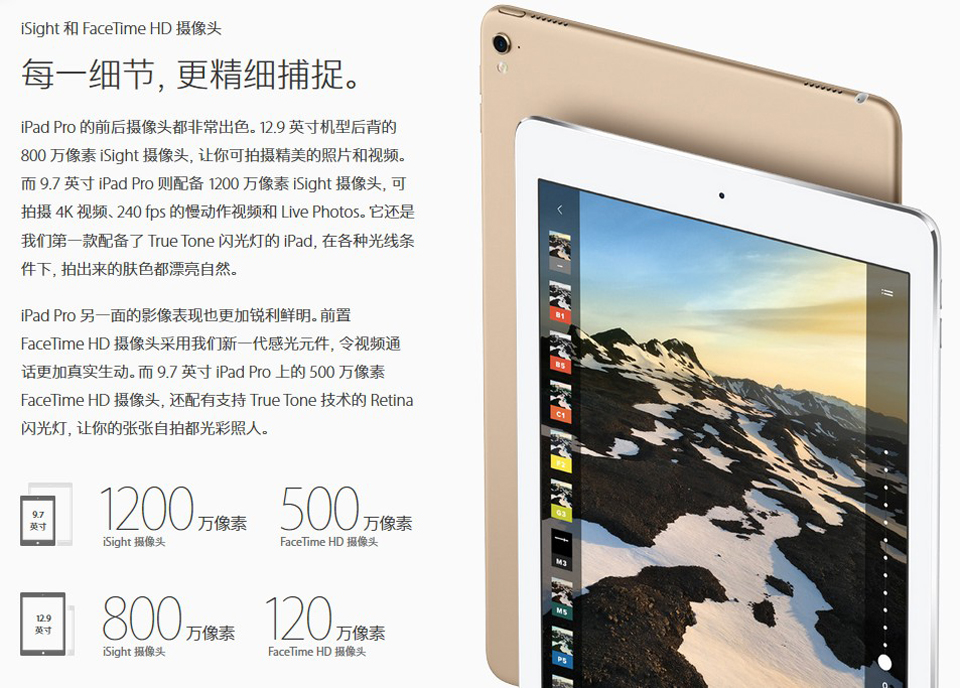 iSight 和 FaceTime HD 摄像头
每一细节, 更精细捕捉。
iPad Pro 的前后摄像头都非常出色。12.9 英寸机型后背的
800 万像素 iSight 摄像头, 让你可拍摄精美的照片和视频。
而 9.7 英寸 iPad Pro 则配备 1200 万像素 iSight 摄像头, 可
拍摄 4K 视频、240 fps 的慢动作视频和 Live Photos。它还是
我们第一款配备了 True Tone 闪光灯的 iPad, 在各种光线条
件下, 拍出来的肤色都漂亮自然。
iPad Pro 另一面的影像表现也更加锐利鲜明。前置
FaceTime HD 摄像头采用我们新一代感光元件, 令视频通
话更加真实生动。而 9.7 英寸 iPad Pro 上的 500 万像素
FaceTime HD 摄像头, 还配有支持 True Tone 技术的 Retina
闪光灯, 让你的张张自拍都光彩照人。
9.7
英寸
1200 万像素
iSight 摄像头
500 万像素
FaceTime HD 摄像头
12.9
英寸
800 万像素
iSight 摄像头
120 万像素
FaceTime HD 摄像头
B1
B5
C1
F2
G3
M3
M5
P5